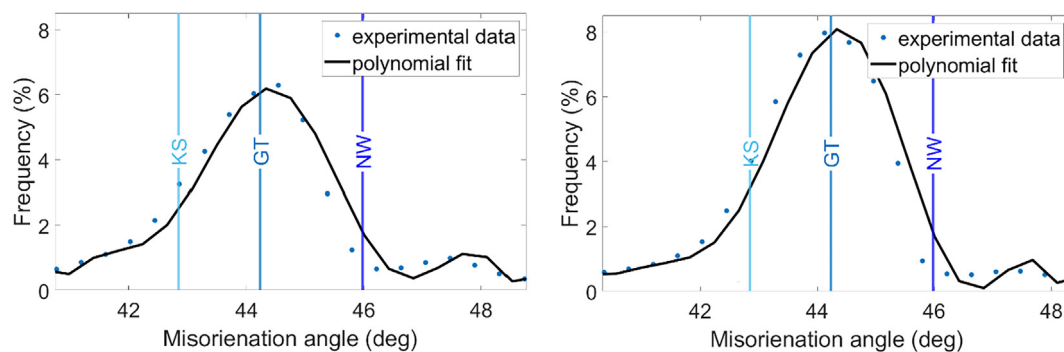 8
6
4
2
0
Frequency (%)
experimental data
polynomial fit
KS
GT
NW
42
44
46
48
Misorienation angle (deg)
8
6
4
2
0
Frequency (%)
experimental data
polynomial fit
KS
GT
NW
42
44
46
48
Misorienation angle (deg)